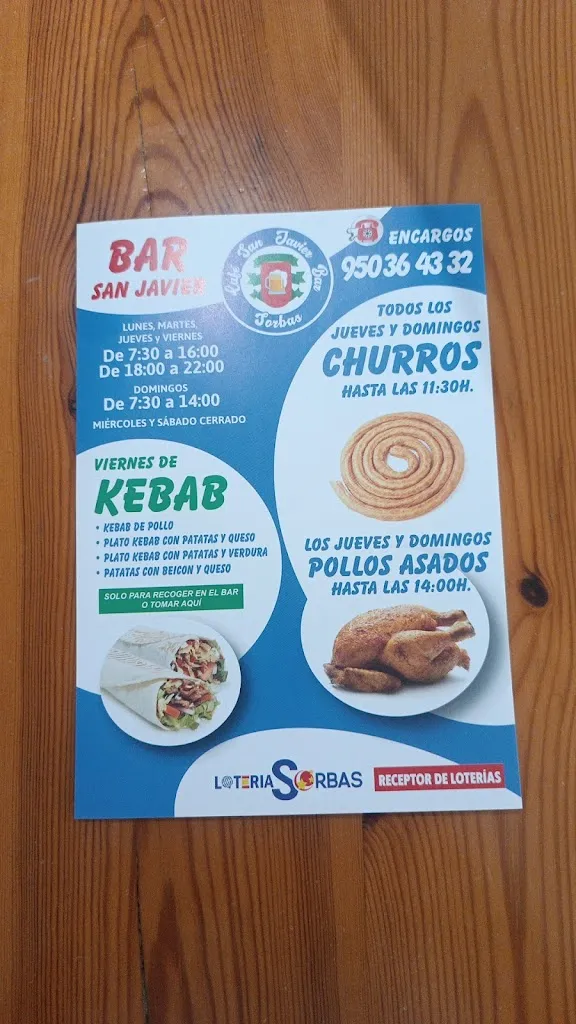 BAR
SAN JAVIER
LUNES, MARTES,
JUEVES y VIERNES
De 7:30 a 16:00
De 18:00 a 22:00
DOMINGOS
De 7:30 a 14:00
MIÉRCOLES Y SÁBADO CERRADO
Café San Javier Bar
Sorbas
ENCARGOS
950 36 43 32
TODOS LOS
JUEVES Y DOMINGOS
CHURROS
HASTA LAS 11:30H.
VIERNES DE
KEBAB
• KEBAB DE POLLO
• PLATO KEBAB CON PATATAS Y QUESO
• PLATO KEBAB CON PATATAS Y VERDURA
• PATATAS CON BEICON Y QUESO
SOLO PARA RECOGER EN EL BAR
O TOMAR AQUÍ
LOS JUEVES Y DOMINGOS
POLLOS ASADOS
HASTA LAS 14:00H.
LOTERIA SORBAS
RECEPTOR DE LOTERÍAS